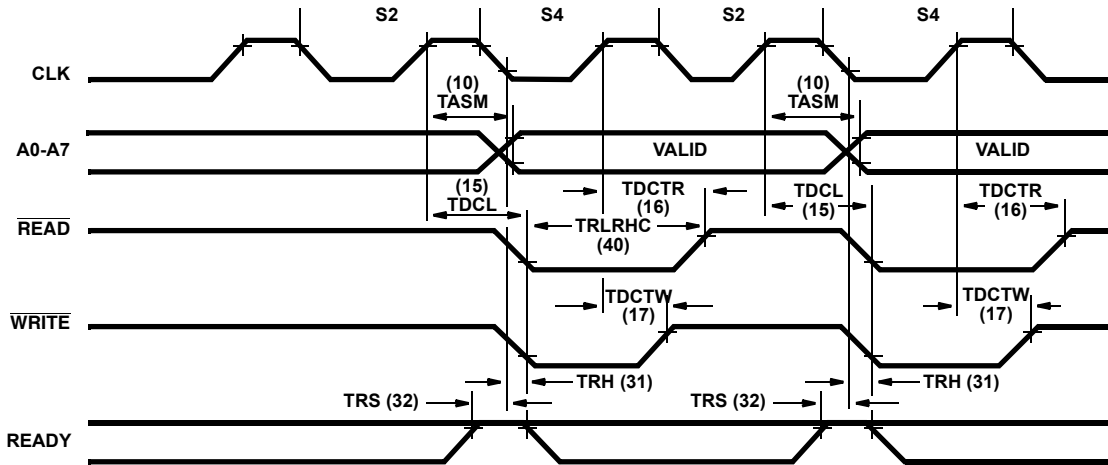 S2 S4 S2 S4
CLK
(10) (10)
TASM TASM
A0-A7 VALID VALID
(15) TDCTR TDCL TDCTR
TDCL (16) (15) (16)
READ TRLRHC
(40)
TDCTW TDCTW
WRITE (17) (17)
TRH (31) TRH (31)
TRS (32) TRS (32)
READY